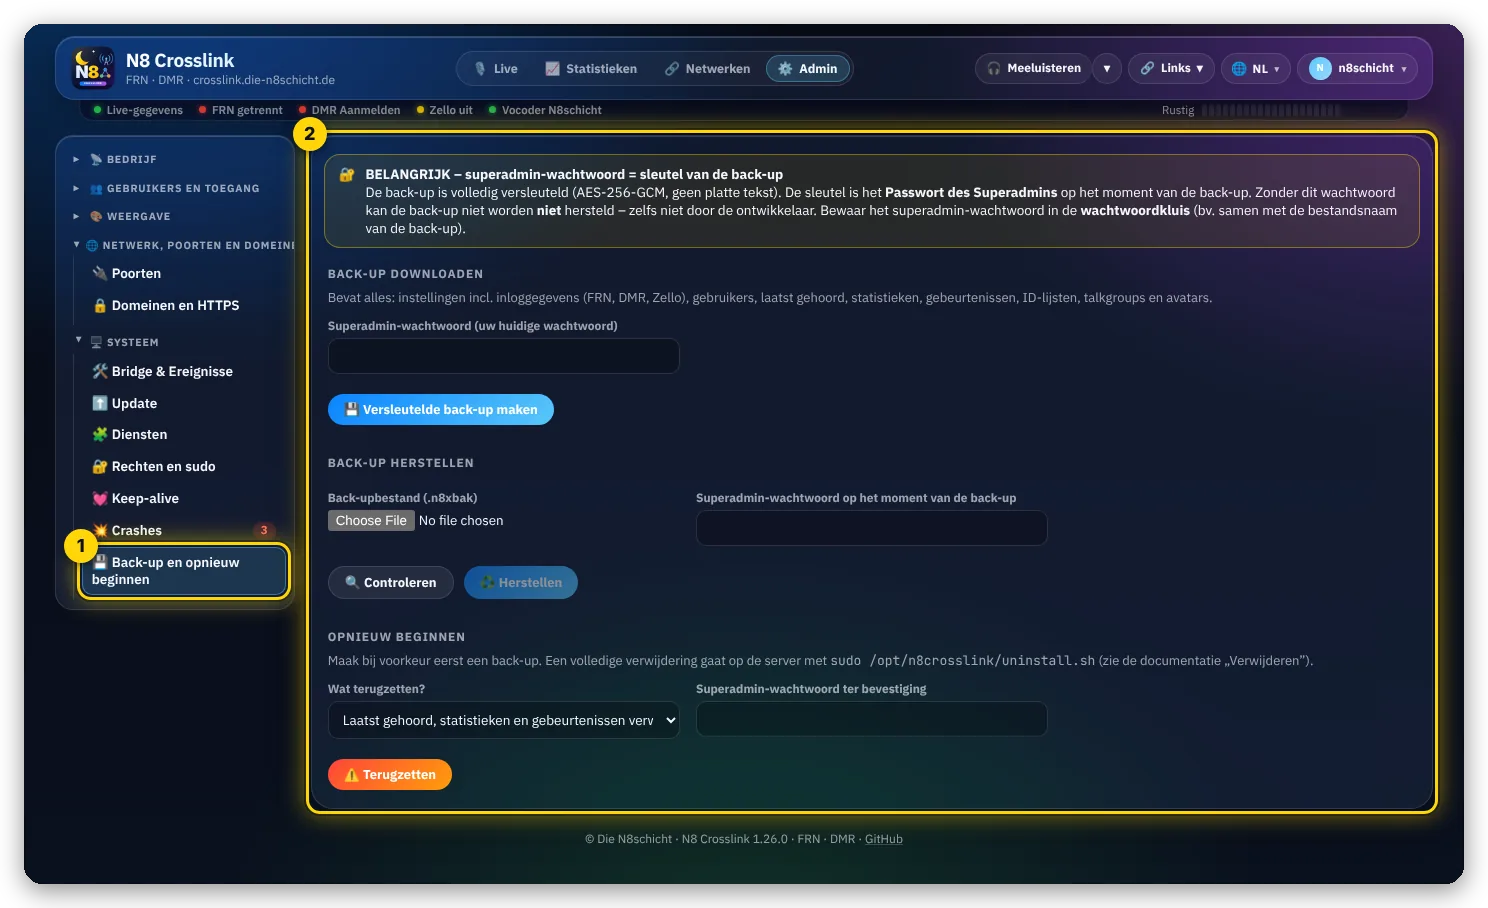 N8 Crosslink
FRN · DMR · crosslink.die-n8schicht.de
Live
Statistieken
Netwerken
Admin
Meeluisteren ▼
Links ▼
NL ▾
N n8schicht ▾
Live-gegevens
FRN getrennt
DMR Aanmelden
Zello uit
Vocoder N8schicht
Rustig
BEDRIJF
GEBRUIKERS EN TOEGANG
WEERGAVE
NETWERK, POORTEN EN DOMEIN
Poorten
Domeinen en HTTPS
SYSTEEM
Bridge & Ereignisse
Update
Diensten
Rechten en sudo
Keep-alive
Crashes 3
1
Back-up en opnieuw
beginnen
2
BELANGRIJK – superadmin-wachtwoord = sleutel van de back-up
De back-up is volledig versleuteld (AES-256-GCM, geen platte tekst). De sleutel is het Passwort des Superadmins op het moment van de back-up. Zonder dit wachtwoord
kan de back-up niet worden niet hersteld – zelfs niet door de ontwikkelaar. Bewaar het superadmin-wachtwoord in de wachtwoordkluis (bv. samen met de bestandsnaam
van de back-up).
BACK-UP DOWNLOADEN
Bevat alles: instellingen incl. inloggegevens (FRN, DMR, Zello), gebruikers, laatst gehoord, statistieken, gebeurtenissen, ID-lijsten, talkgroups en avatars.
Superadmin-wachtwoord (uw huidige wachtwoord)
Versleutelde back-up maken
BACK-UP HERSTELLEN
Back-upbestand (.n8xbak)
Choose File No file chosen
Superadmin-wachtwoord op het moment van de back-up
Controleren
Herstellen
OPNIEUW BEGINNEN
Maak bij voorkeur eerst een back-up. Een volledige verwijdering gaat op de server met sudo /opt/n8crosslink/uninstall.sh (zie de documentatie „Verwijderen”).
Wat terugzetten?
Laatst gehoord, statistieken en gebeurtenissen verv
Superadmin-wachtwoord ter bevestiging
Terugzetten
© Die N8schicht · N8 Crosslink 1.26.0 · FRN · DMR · GitHub